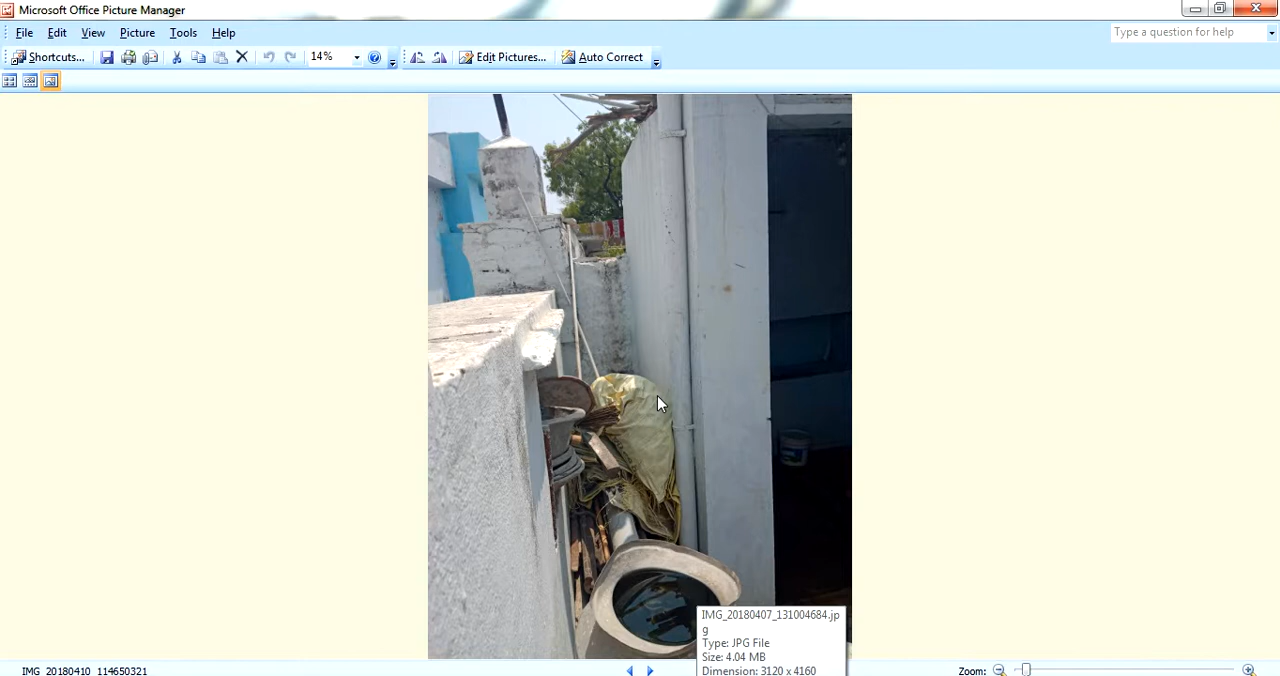 Microsoft Office Picture Manager
File Edit View Picture Tools Help
Type a question for help
Shortcuts... 14% Edit Pictures... Auto Correct
IMG_20180407_131004684.jp
g
Type: JPG File
Size: 4.04 MB
Dimension: 3120 x 4160
IMG_20180410_114650321
Zoom: